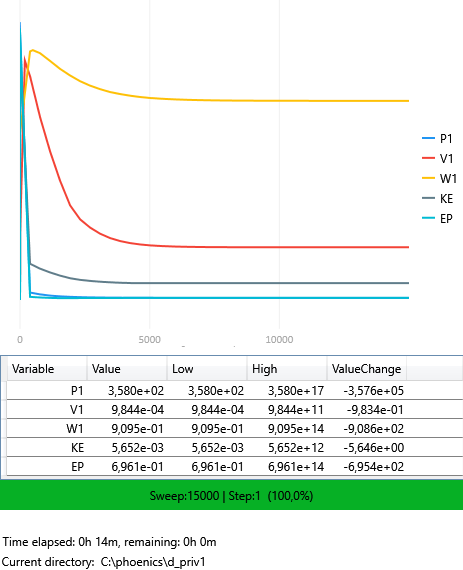 P1
V1
W1
KE
EP
0 5000 10000
Variable Value Low High ValueChange
P1 3,580e+02 3,580e+02 3,580e+17 -3,576e+05
V1 9,844e-04 9,844e-04 9,844e+11 -9,834e-01
W1 9,095e-01 9,095e-01 9,095e+14 -9,086e+02
KE 5,652e-03 5,652e-03 5,652e+12 -5,646e+00
EP 6,961e-01 6,961e-01 6,961e+14 -6,954e+02
Sweep:15000 | Step:1 (100,0%)
Time elapsed: 0h 14m, remaining: 0h 0m
Current directory: C:\phoenics\d_priv1